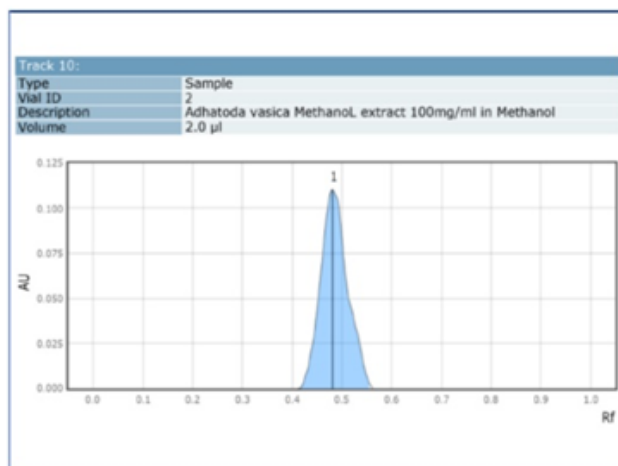 Track 10:
Type Sample
Vial ID 2
Description Adhatoda vasica MethanoL extract 100mg/ml in Methanol
Volume 2.0 µl
1
0.125
0.100
0.075
0.050
0.025
0.000
AU
0.0 0.1 0.2 0.3 0.4 0.5 0.6 0.7 0.8 0.9 1.0
Rf